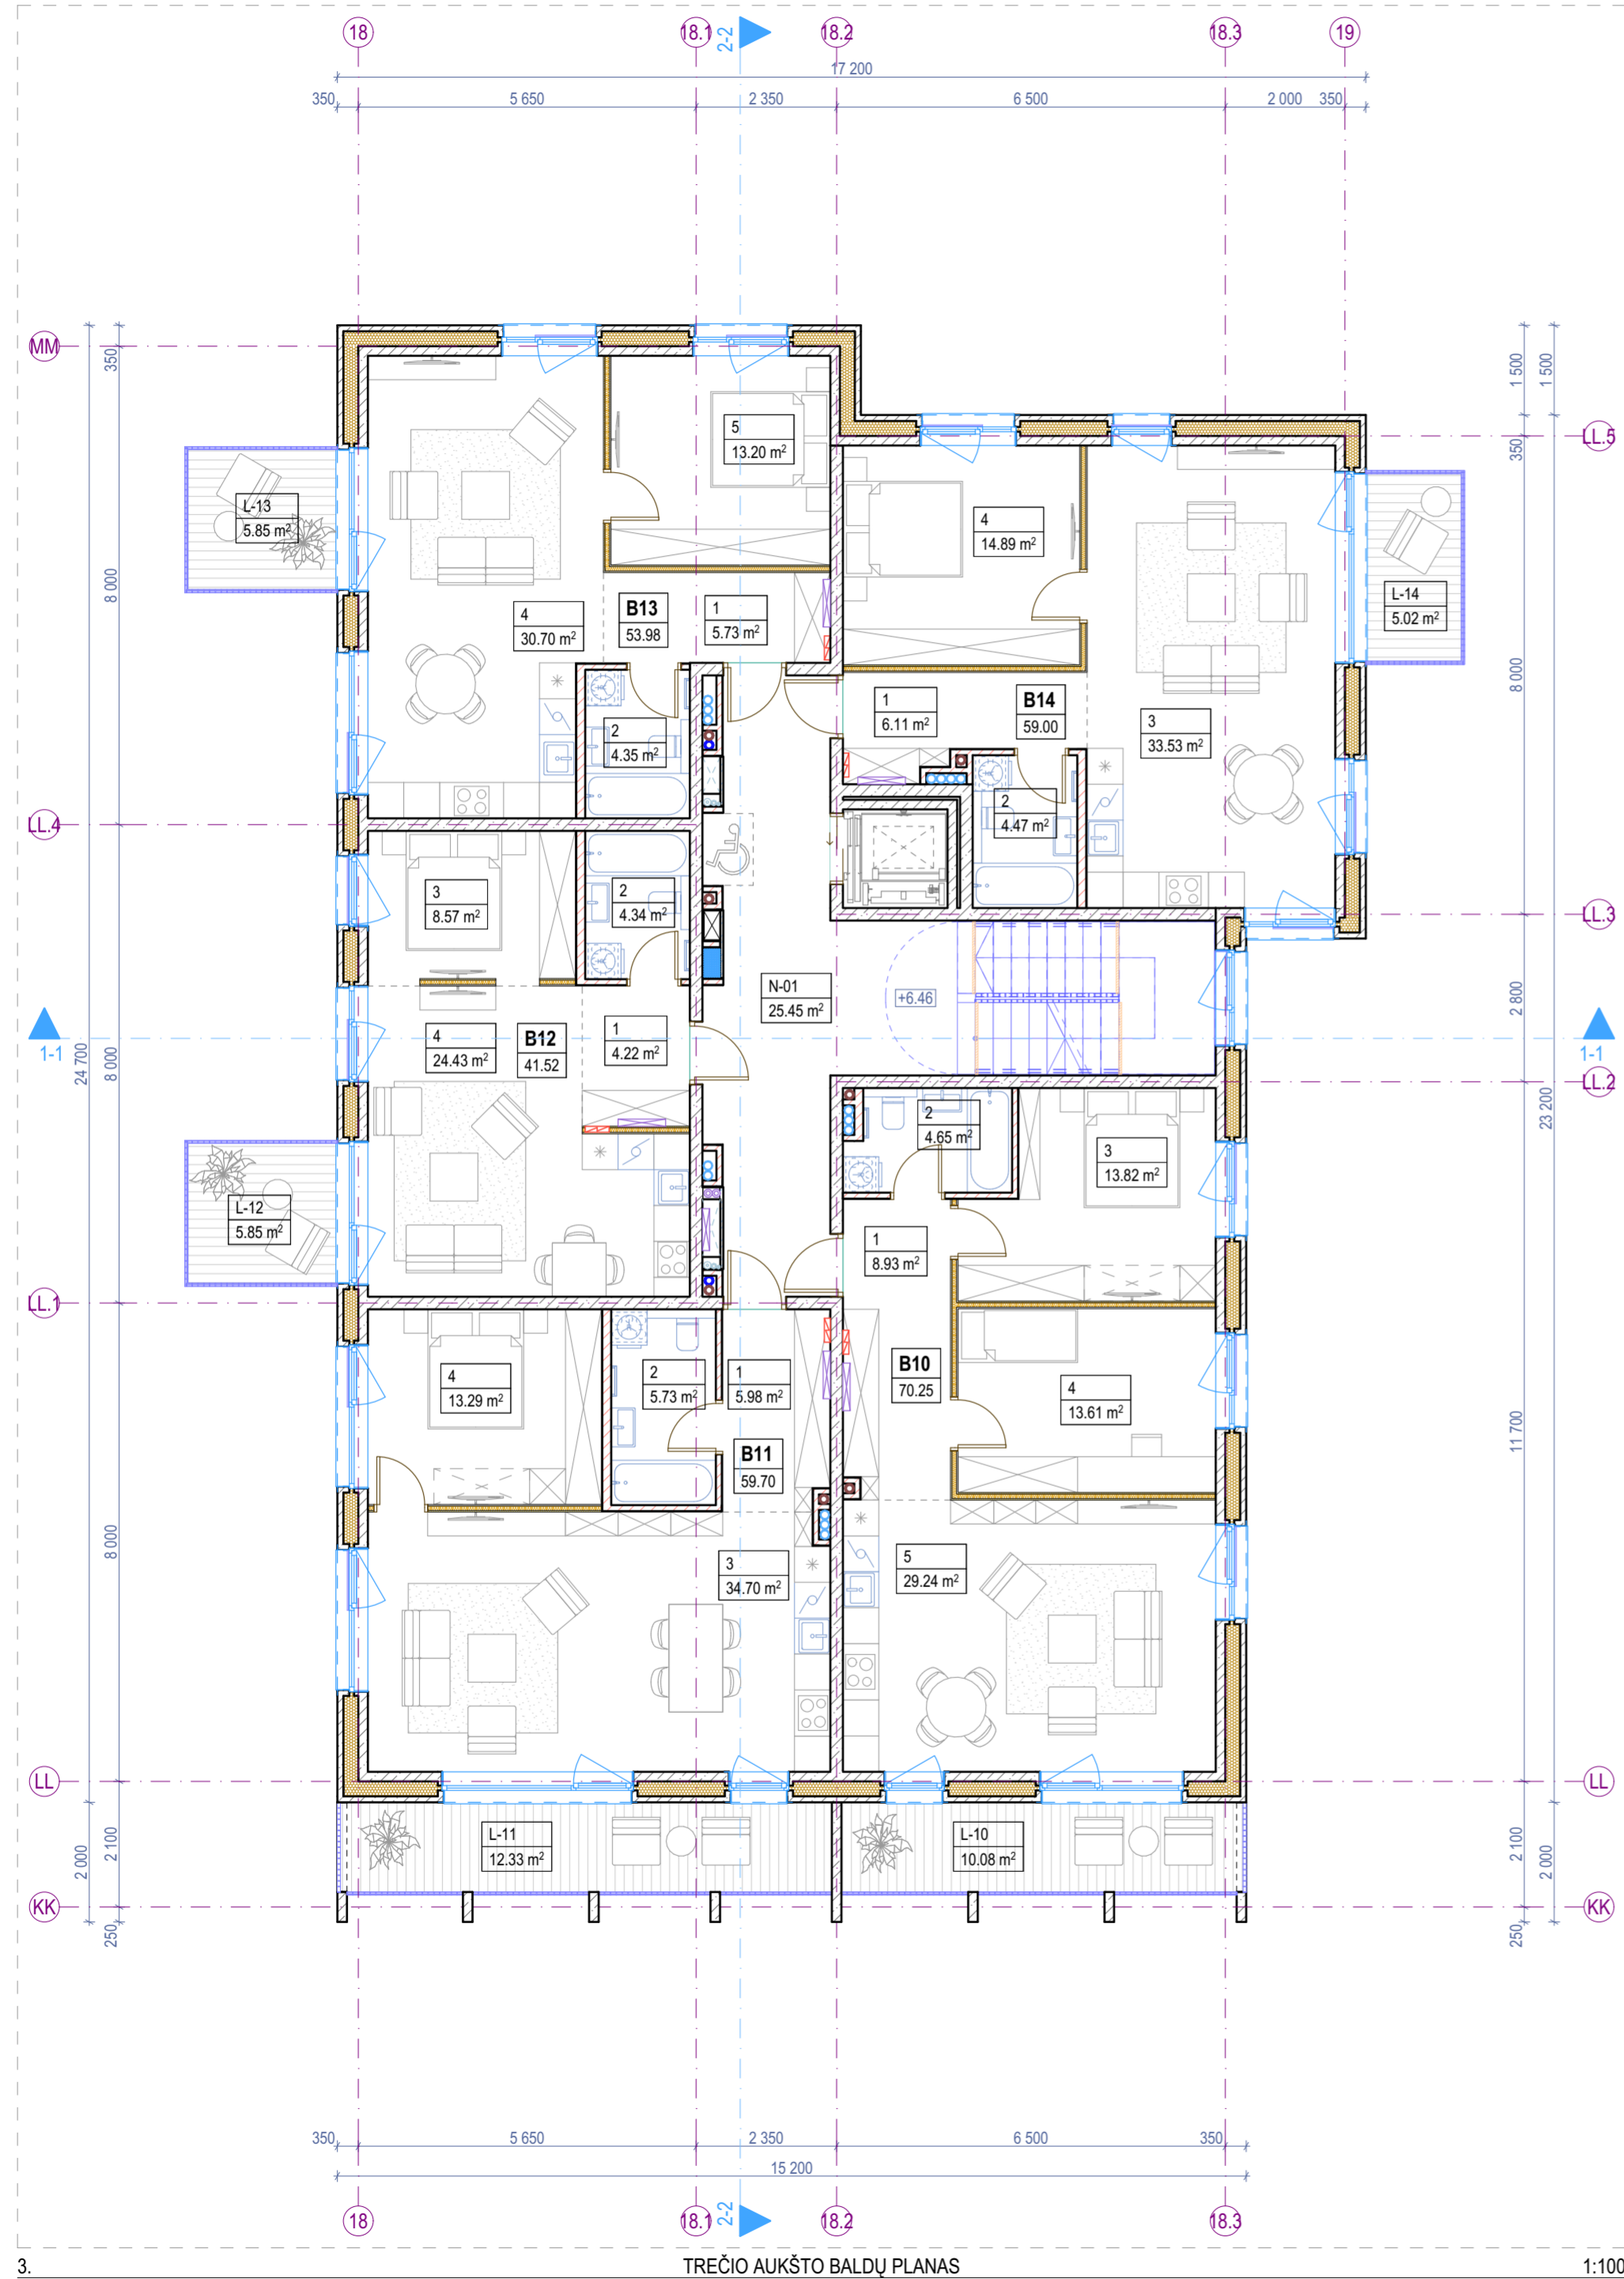 18
18.1
2-2
18.2
18.3
19
17 200
350
5 650
2 350
6 500
2 000
350
MM
350
1 500
1 500
LL.5
350
5
13.20 m²
L-13
5.85 m²
4
14.89 m²
8 000
L-14
5.02 m²
4
30.70 m²
B13
53.98
1
5.73 m²
8 000
1
6.11 m²
B14
59.00
3
33.53 m²
2
4.35 m²
2
4.47 m²
LL.4
3
8.57 m²
2
4.34 m²
LL.3
N-01
25.45 m²
+6.46
2 800
1-1
4
24.43 m²
B12
41.52
1
4.22 m²
1-1
24 700
8 000
LL.2
23 200
2
4.65 m²
3
13.82 m²
L-12
5.85 m²
1
8.93 m²
LL.1
4
13.29 m²
2
5.73 m²
1
5.98 m²
B10
70.25
4
13.61 m²
11 700
B11
59.70
8 000
3
34.70 m²
5
29.24 m²
LL
LL
L-11
12.33 m²
L-10
10.08 m²
2 000
2 100
2 100
2 000
KK
KK
250
250
350
5 650
2 350
6 500
350
15 200
18
18.1
2-2
18.2
18.3
3.
TREČIO AUKŠTO BALDŲ PLANAS
1:100